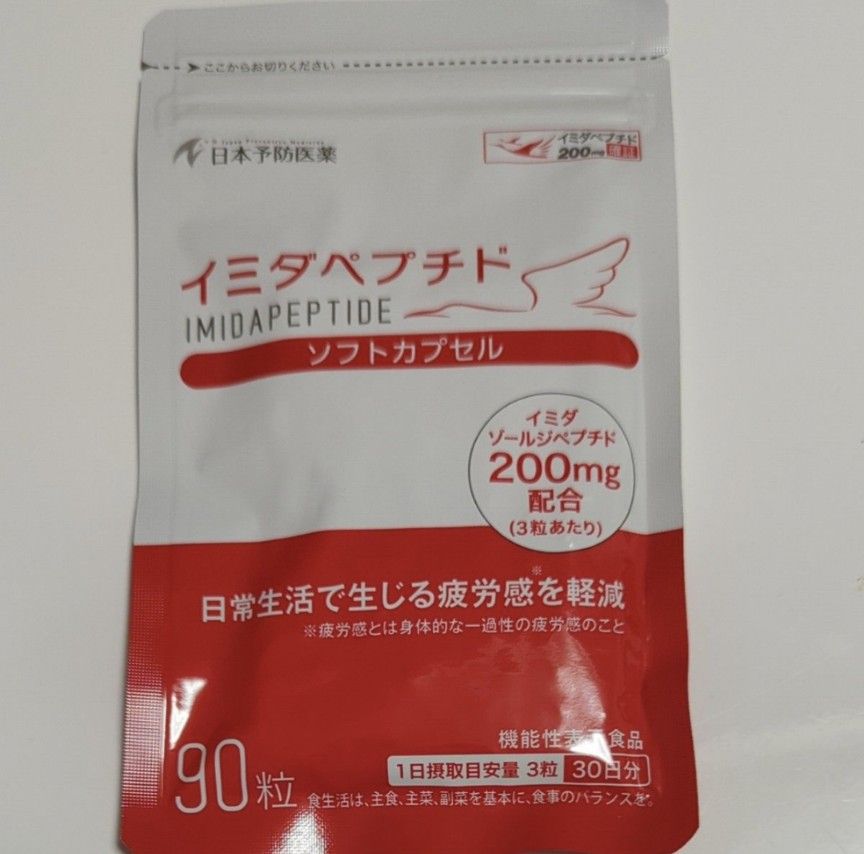 ここからお切りください
日本予防医薬
イミダペプチド
200mg 確証
イミダペプチド
IMIDAPEPTIDE
ソフトカプセル
イミダ
ゾールジペプチド
200mg
配合
(3粒あたり)
日常生活で生じる疲労感※を軽減
※疲労感とは身体的な一過性の疲労感のこと
機能性表示食品
1日摂取目安量 3粒 30日分
90粒
食生活は、主食、主菜、副菜を基本に、食事のバランスを。